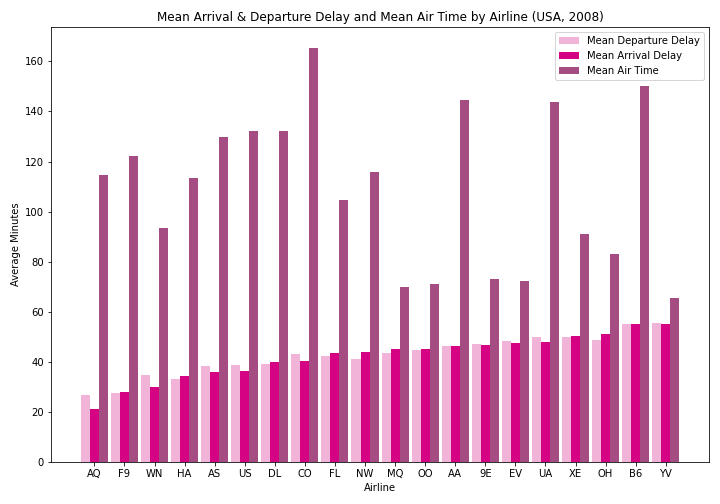 Mean Arrival & Departure Delay and Mean Air Time by Airline (USA, 2008)
Mean Departure Delay
Mean Arrival Delay
Mean Air Time
160
140
120
100
80
60
40
20
0
Average Minutes
AQ F9 WN HA AS US DL CO FL NW MQ OO AA 9E EV UA XE OH B6 YV
Airline